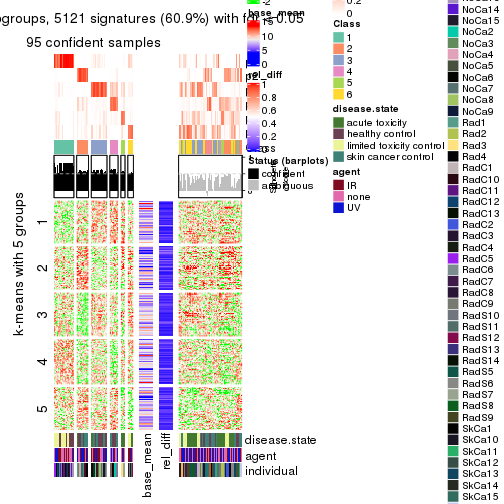 ogroups, 5121 signatures (60.9%) with f
0.05
95 confident samples
k-means with 5 groups
1
2
3
4
5
base_mean
rel_diff
disease.state
agent
individual
-2
base_mean
15
10
5
0
rel_diff
1
0.8
0.6
0.4
0.2
0
Status (barplots)
confident
ambiguous
0.2
0
Class
1
2
3
4
5
6
disease.state
acute toxicity
healthy control
limited toxicity control
skin cancer control
agent
IR
none
UV
NoCa14
NoCa15
NoCa2
NoCa3
NoCa4
NoCa5
NoCa6
NoCa7
NoCa8
NoCa9
Rad1
Rad2
Rad3
Rad4
RadC1
RadC10
RadC11
RadC12
RadC13
RadC2
RadC3
RadC4
RadC5
RadC6
RadC7
RadC8
RadC9
RadS10
RadS11
RadS12
RadS13
RadS14
RadS5
RadS6
RadS7
RadS8
RadS9
SkCa1
SkCa10
SkCa11
SkCa12
SkCa13
SkCa14
SkCa15